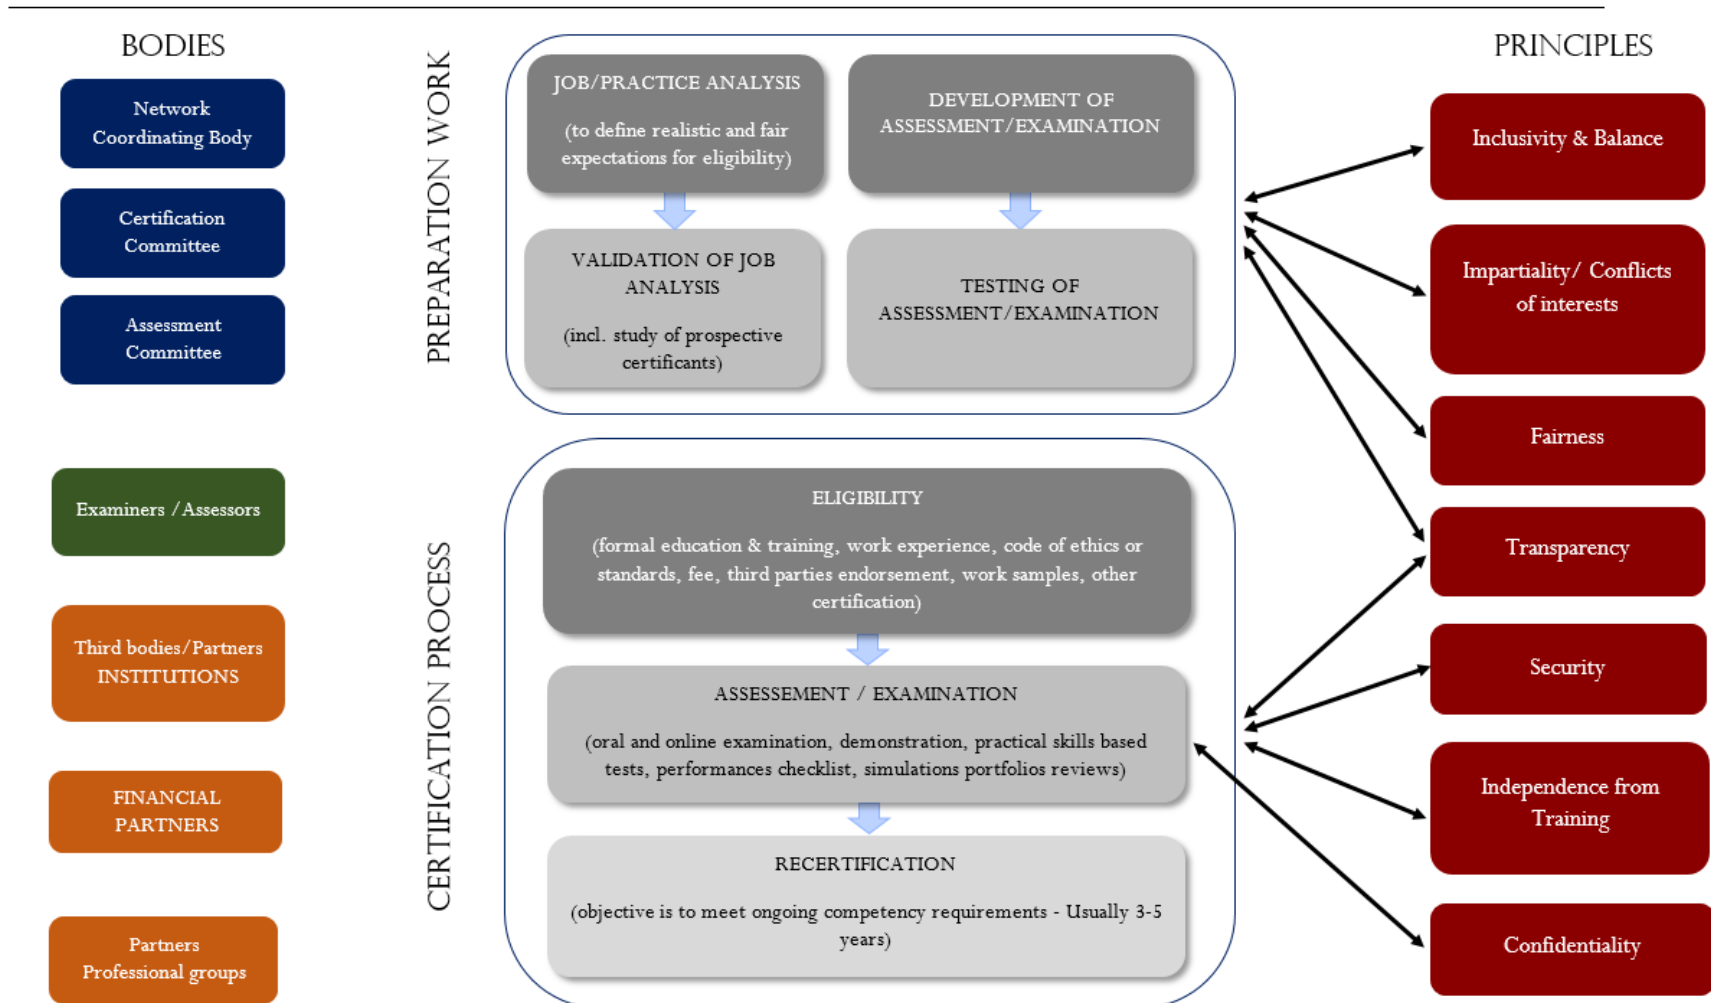 BODIES
Network
Coordinating Body
Certification
Committee
Assessment
Committee
Examiners /Assessors
Third bodies/Partners
INSTITUTIONS
FINANCIAL
PARTNERS
Partners
Professional groups
PREPARATION WORK
JOB/PRACTICE ANALYSIS
(to define realistic and fair
expectations for eligibility)
DEVELOPMENT OF
ASSESSMENT/EXAMINATION
VALIDATION OF JOB
ANALYSIS
(incl. study of prospective
certificants)
TESTING OF
ASSESSMENT/EXAMINATION
CERTIFICATION PROCESS
ELIGIBILITY
(formal education & training, work experience, code of ethics or
standards, fee, third parties endorsement, work samples, other
certification)
ASSESSEMENT / EXAMINATION
(oral and online examination, demonstration, practical skills based
tests, performances checklist, simulations portfolios reviews)
RECERTIFICATION
(objective is to meet ongoing competency requirements - Usually 3-5
years)
PRINCIPLES
Inclusivity & Balance
Impartiality/ Conflicts
of interests
Fairness
Transparency
Security
Independence from
Training
Confidentiality